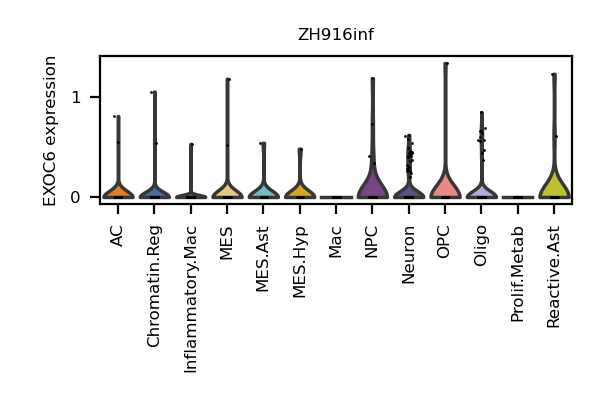 ZH916inf
EXOC6 expression
1
0
AC
Chromatin.Reg
Inflammatory.Mac
MES
MES.Ast
MES.Hyp
Mac
NPC
Neuron
OPC
Oligo
Prolif.Metab
Reactive.Ast